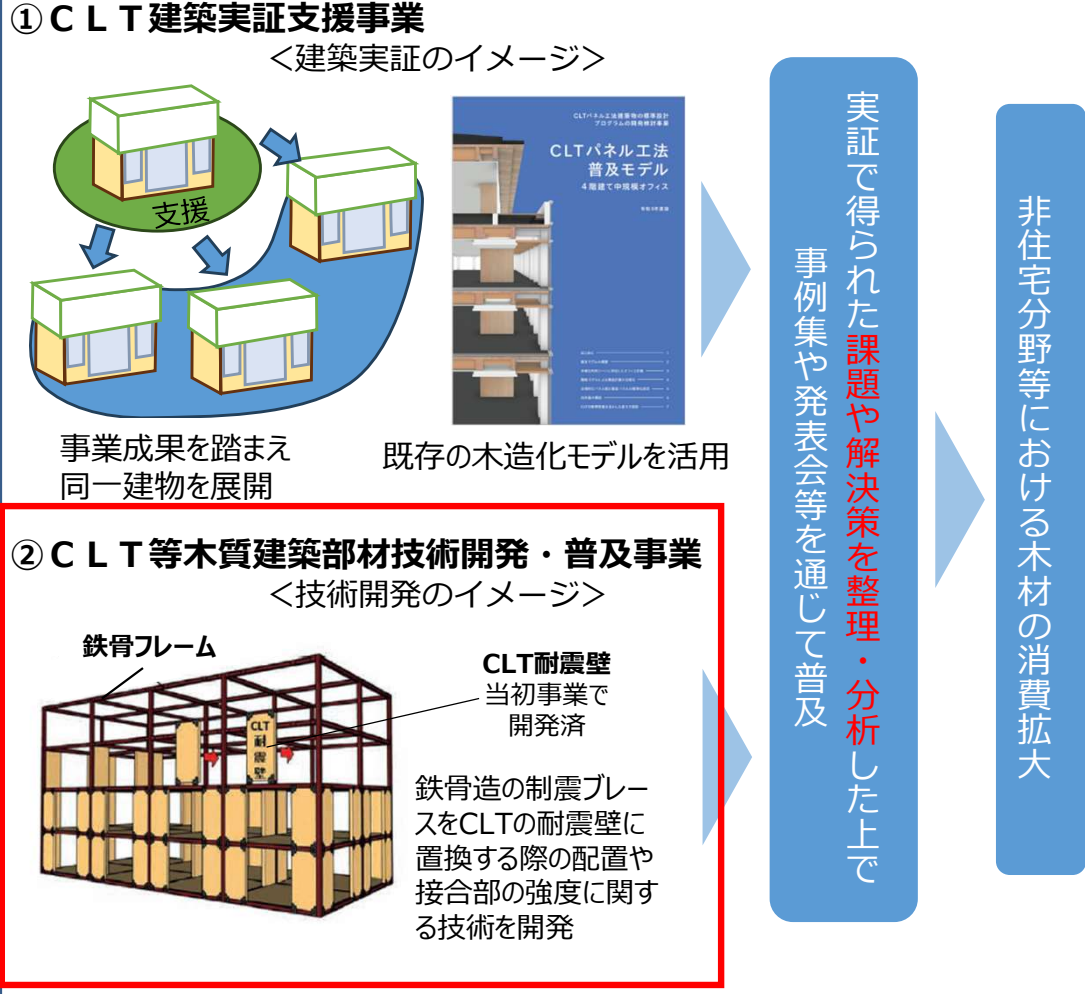 ①ＣＬＴ建築実証支援事業
＜建築実証のイメージ＞
支援
事業成果を踏まえ
同一建物を展開
CLTパネル工法建築物の標準設計
プログラムの開発検討事業
CLTパネル工法
普及モデル
4階建て中規模オフィス
既存の木造化モデルを活用
②ＣＬＴ等木質建築部材技術開発・普及事業
＜技術開発のイメージ＞
鉄骨フレーム
CLT耐震壁
当初事業で
開発済
CLT
耐
震
壁
鉄骨造の制震ブレー
スをCLTの耐震壁に
置換する際の配置や
接合部の強度に関す
る技術を開発
実証で得られた課題や解決策を整理・分析した上で
事例集や発表会等を通じて普及
非住宅分野等における木材の消費拡大